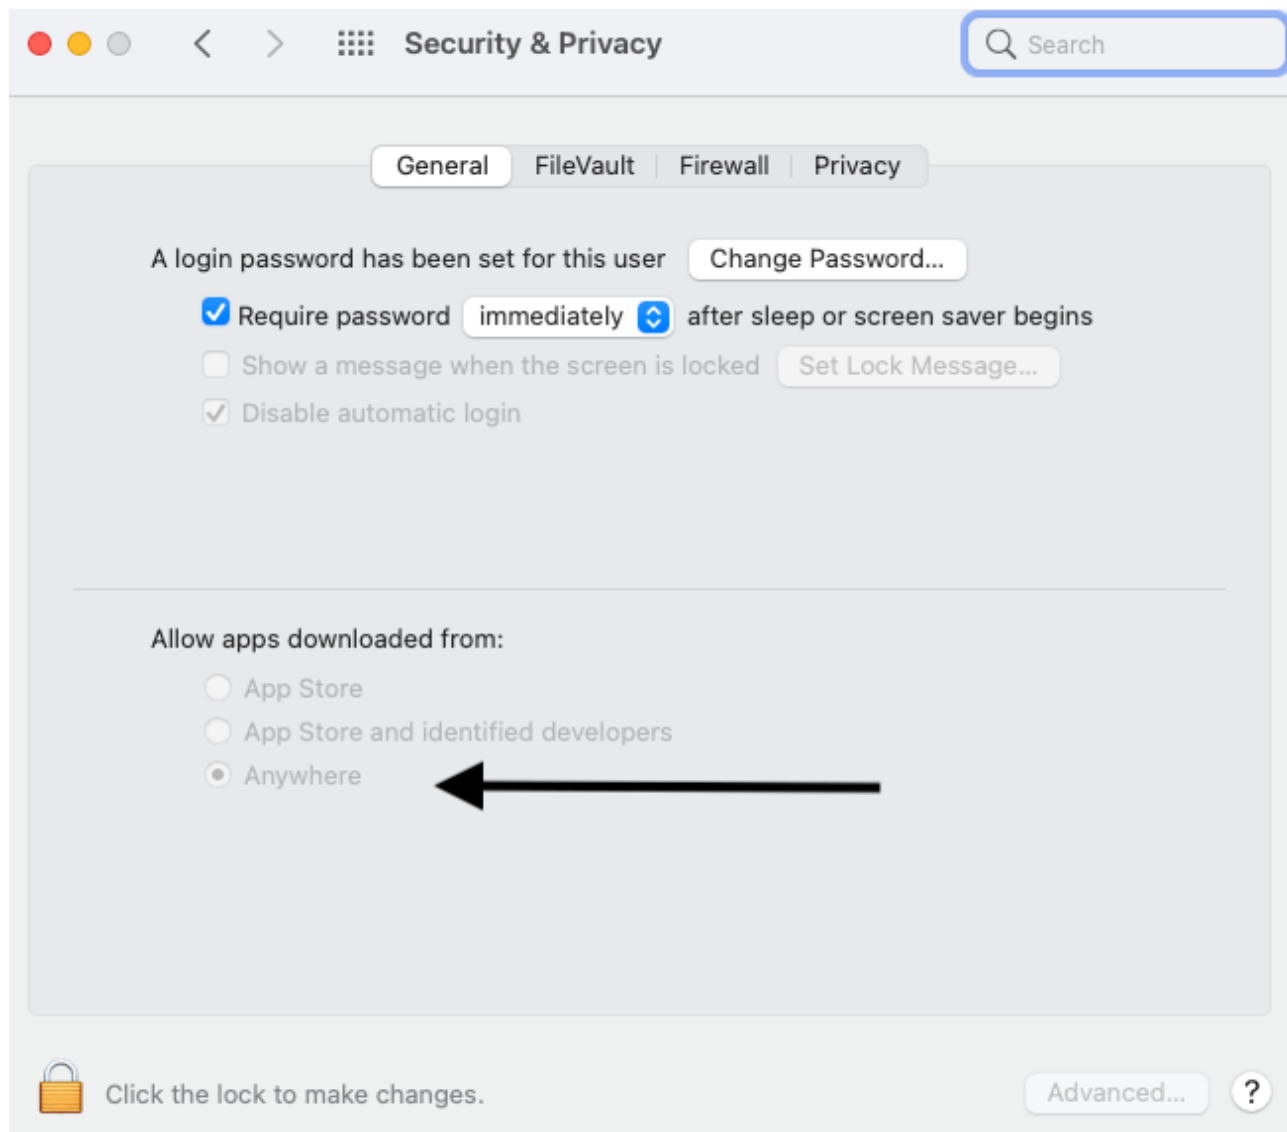 Security & Privacy
Search
General FileVault Firewall Privacy
A login password has been set for this user Change Password...
Require password immediately after sleep or screen saver begins
Show a message when the screen is locked Set Lock Message...
Disable automatic login
Allow apps downloaded from:
App Store
App Store and identified developers
Anywhere
Click the lock to make changes.
Advanced... ?